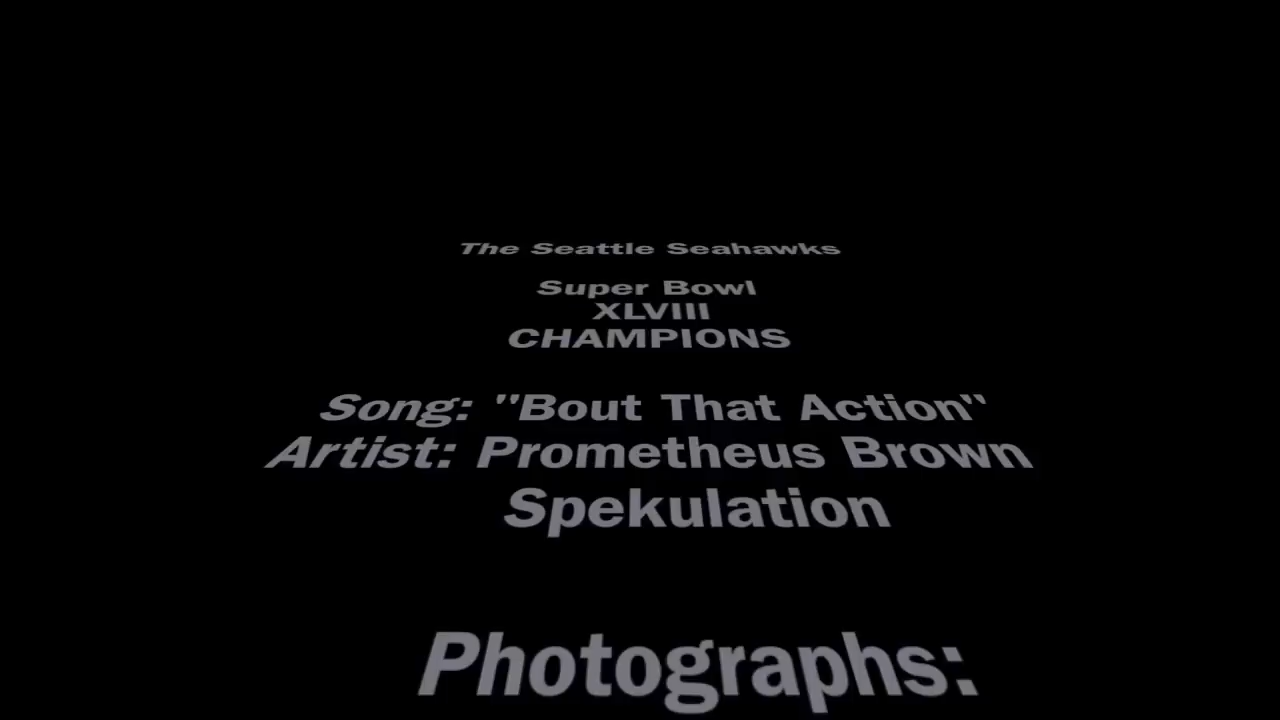 The Seattle Seahawks
Super Bowl
XLVIII
CHAMPIONS
Song: "Bout That Action"
Artist: Prometheus Brown
Spekulation
Photographs: